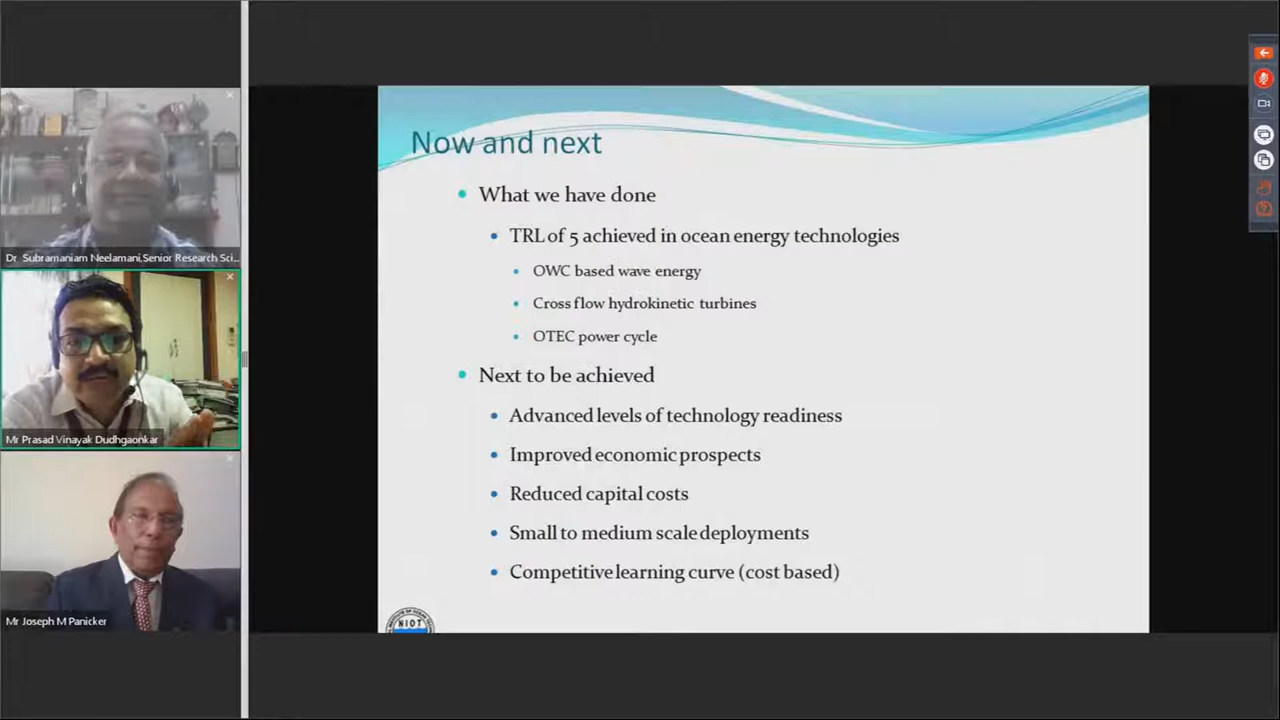 Dr Subramaniam Neelamani,Senior Research Sci...
Mr Prasad Vinayak Dudhgaonkar
Mr Joseph M Panicker
Now and next
What we have done
TRL of 5 achieved in ocean energy technologies
OWC based wave energy
Cross flow hydrokinetic turbines
OTEC power cycle
Next to be achieved
Advanced levels of technology readiness
Improved economic prospects
Reduced capital costs
Small to medium scale deployments
Competitive learning curve (cost based)
NIOT